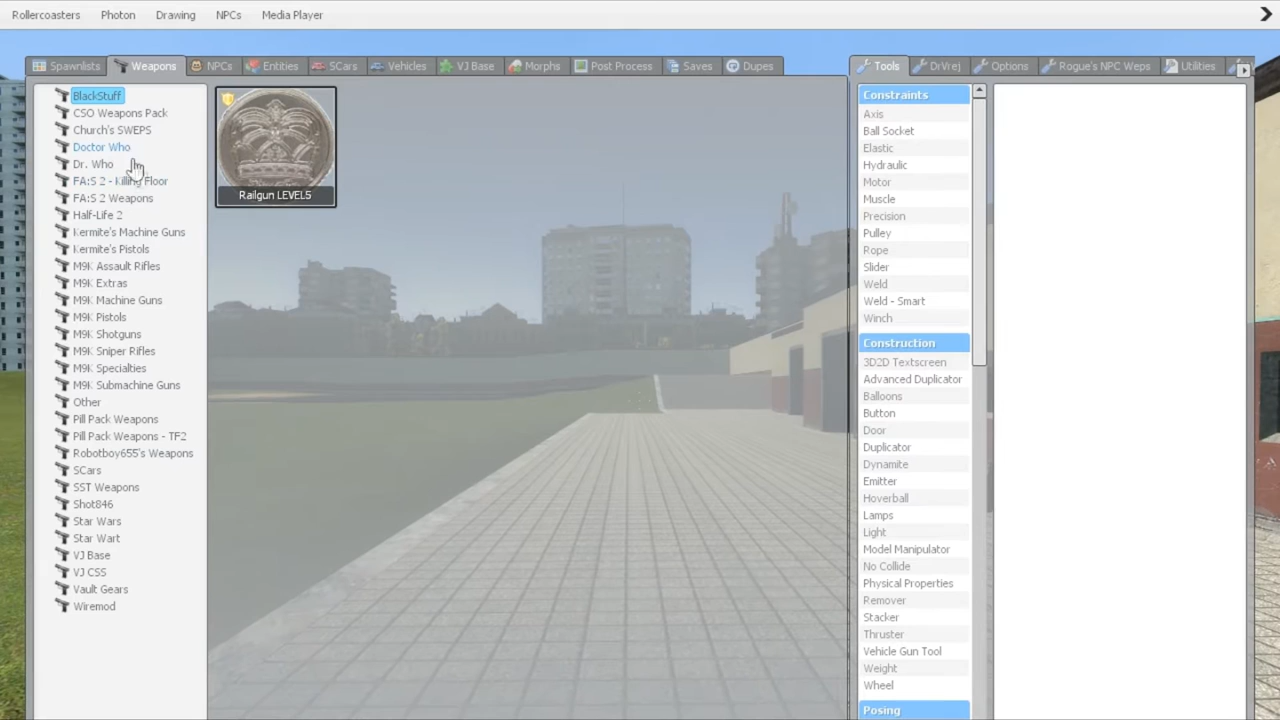 Rollercoasters Photon Drawing NPCs Media Player
Spawnlists Weapons NPCs Entities SCars Vehicles VJ Base Morphs Post Process Saves Dupes
BlackStuff
CSO Weapons Pack
Church's SWEPS
Doctor Who
Dr. Who
FA:S 2 - Killing Floor
FA:S 2 Weapons
Half-Life 2
Kermite's Machine Guns
Kermite's Pistols
M9K Assault Rifles
M9K Extras
M9K Machine Guns
M9K Pistols
M9K Shotguns
M9K Sniper Rifles
M9K Specialties
M9K Submachine Guns
Other
Pill Pack Weapons
Pill Pack Weapons - TF2
Robotboy655's Weapons
SCars
SST Weapons
Shot846
Star Wars
Star Wart
VJ Base
VJ CSS
Vault Gears
Wiremod
Railgun LEVEL5
Tools DrVrej Options Rogue's NPC Weps Utilities
Constraints
Axis
Ball Socket
Elastic
Hydraulic
Motor
Muscle
Precision
Pulley
Rope
Slider
Weld
Weld - Smart
Winch
Construction
3D2D Textscreen
Advanced Duplicator
Balloons
Button
Door
Duplicator
Dynamite
Emitter
Hoverball
Lamps
Light
Model Manipulator
No Collide
Physical Properties
Remover
Stacker
Thruster
Vehicle Gun Tool
Weight
Wheel
Posing